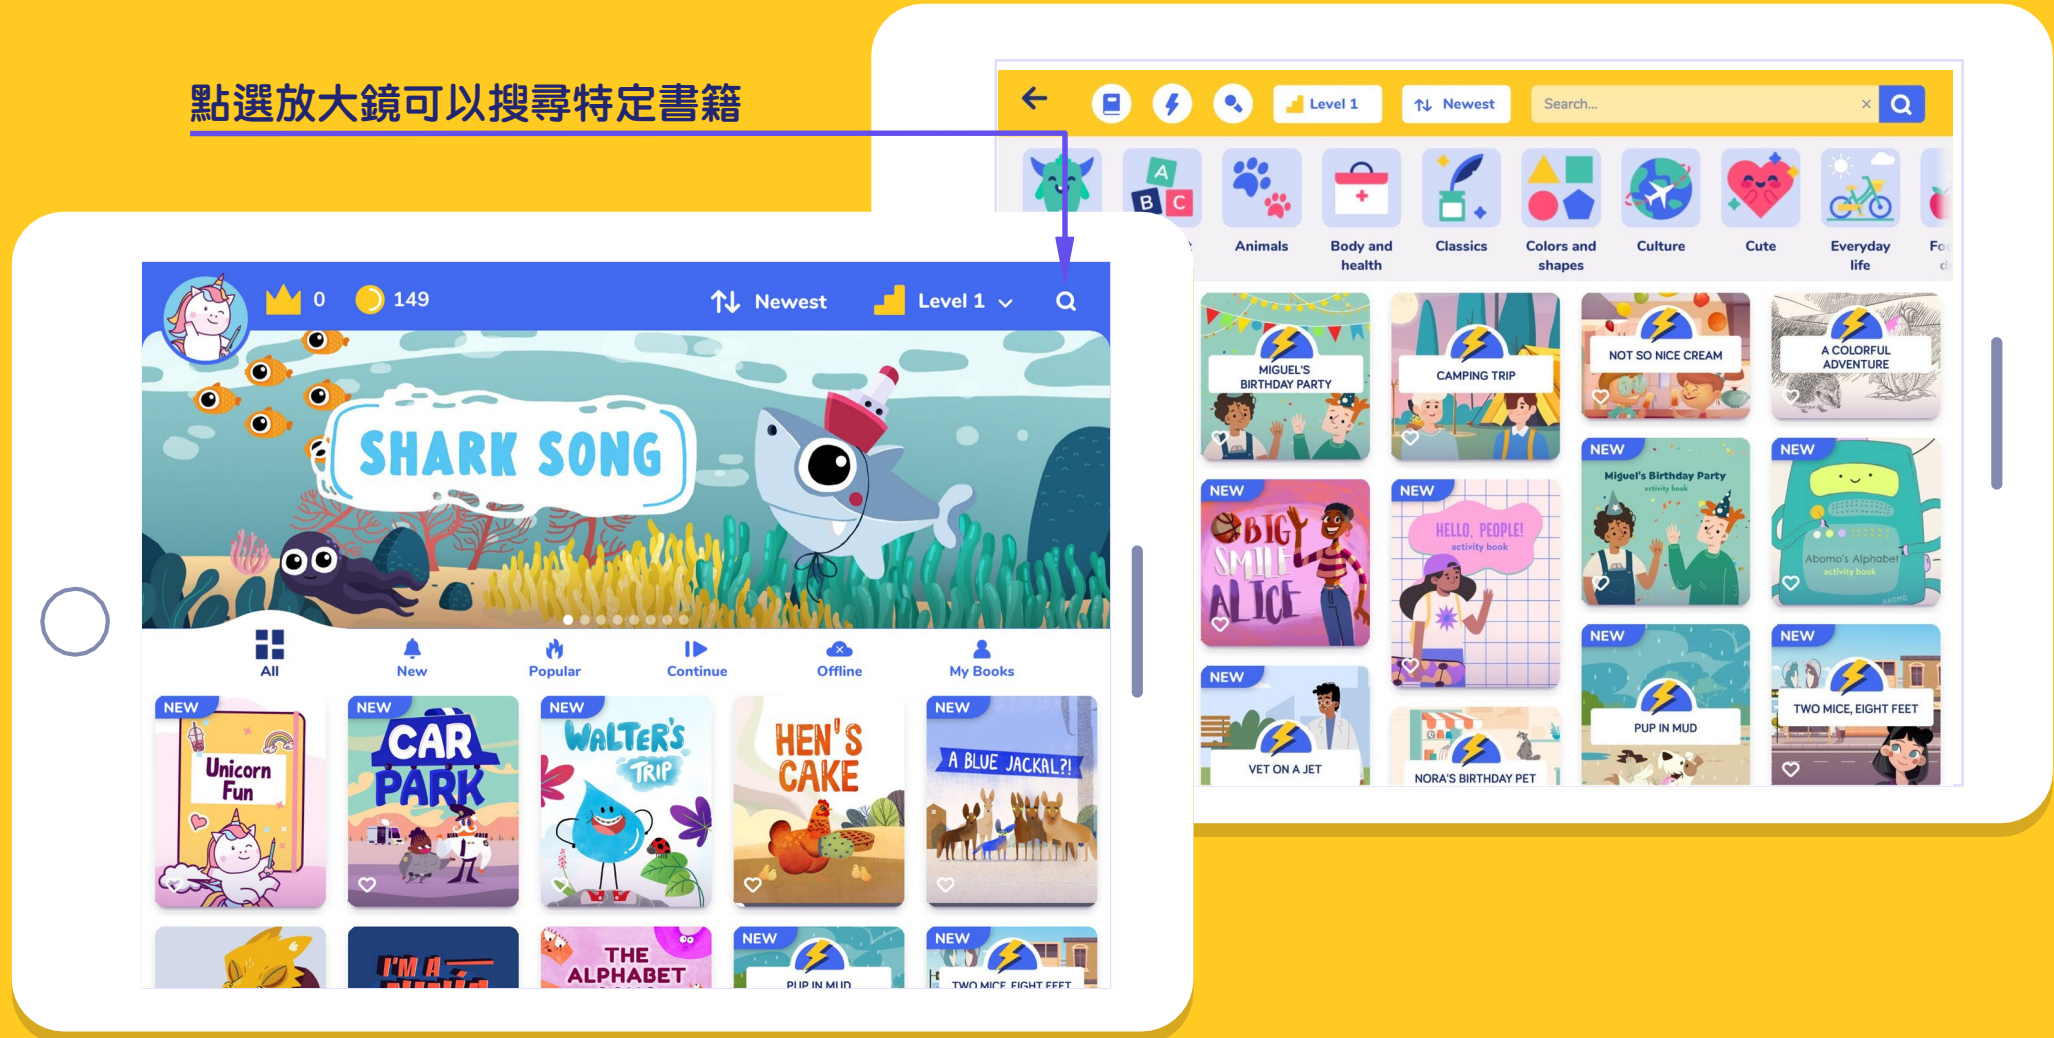 點選放大鏡可以搜尋特定書籍
Level 1
Newest
Search...
Animals
Body and
health
Classics
Colors and
shapes
Culture
Cute
Everyday
life
A
B
C
MIGUEL'S
BIRTHDAY PARTY
CAMPING TRIP
NOT SO NICE CREAM
A COLORFUL
ADVENTURE
NEW
BIG
SMILE
ALICE
NEW
HELLO, PEOPLE!
activity book
NEW
Miguel's Birthday Party
activity book
NEW
Abomo's Alphabet
activity book
ABOMO
NEW
VET ON A JET
NORA'S BIRTHDAY PET
NEW
PUP IN MUD
NEW
TWO MICE, EIGHT FEET
0
149
Newest
Level 1
SHARK SONG
All
New
Popular
Continue
Offline
My Books
NEW
Unicorn
Fun
NEW
CAR
PARK
NEW
WALTER'S
TRIP
HEN'S
CAKE
NEW
A BLUE JACKAL?!
I'M A
THE
ALPHABET
NEW
PUP IN MUD
NEW
TWO MICE, EIGHT FEET